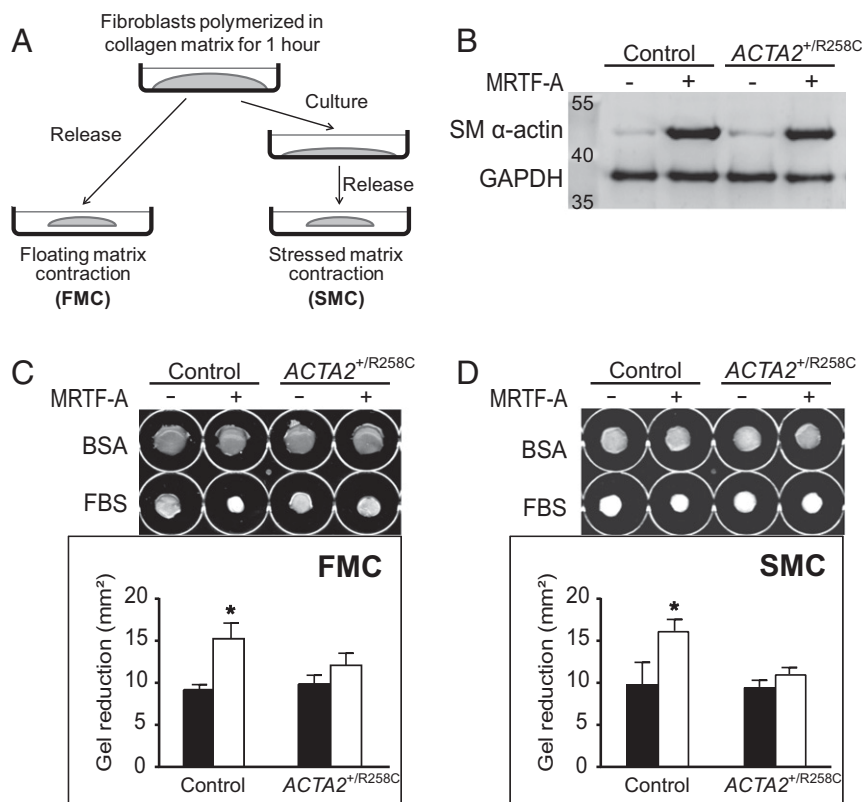 A
Fibroblasts polymerized in
collagen matrix for 1 hour
Culture
Release
Release
Floating matrix
contraction
(FMC)
Stressed matrix
contraction
(SMC)
B
Control ACTA2+/R258C
MRTF-A - + - +
55
SM α-actin
40
GAPDH
35
C
Control ACTA2+/R258C
MRTF-A − + − +
BSA
FBS
FMC
Gel reduction (mm²)
20
15
10
5
0
*
Control ACTA2+/R258C
D
Control ACTA2+/R258C
MRTF-A − + − +
BSA
FBS
SMC
Gel reduction (mm²)
20
15
10
5
0
*
Control ACTA2+/R258C